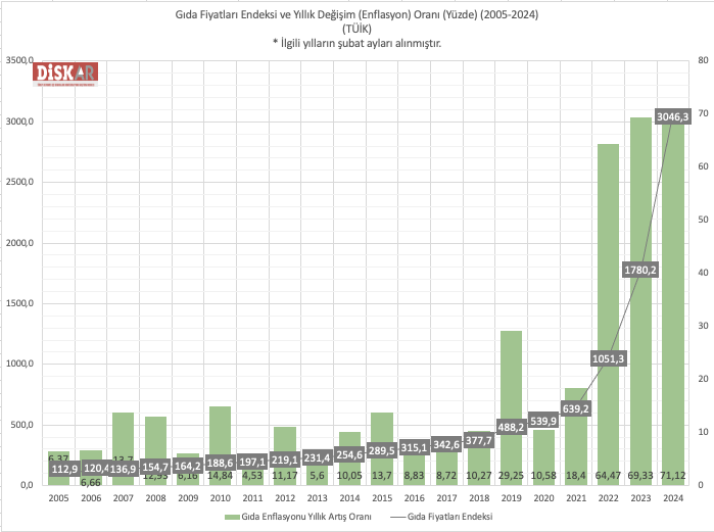 Gıda Fiyatları Endeksi ve Yıllık Değişim (Enflasyon) Oranı (Yüzde) (2005-2024)
(TÜİK)
* İlgili yılların şubat ayları alınmıştır.
DİSKAR
3500,0
3000,0
2500,0
2000,0
1500,0
1000,0
500,0
0,0
80
70
60
50
40
30
20
10
0
112,9 120,4 136,9 154,7 164,2 188,6 197,1 219,1 231,4 254,6 289,5 315,1 342,6 377,7 488,2 539,9 639,2 1051,3 1780,2 3046,3
6,37 6,66 13,7 12,93 6,16 14,84 4,53 11,17 5,6 10,05 13,7 8,83 8,72 10,27 29,25 10,58 18,4 64,47 69,33 71,12
2005 2006 2007 2008 2009 2010 2011 2012 2013 2014 2015 2016 2017 2018 2019 2020 2021 2022 2023 2024
Gıda Enflasyonu Yıllık Artış Oranı
Gıda Fiyatları Endeksi